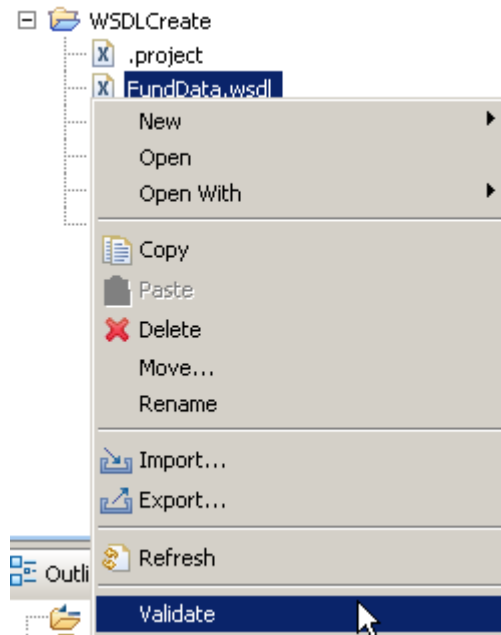 WSDLCreate
.project
FundData.wsdl
New
Open
Open With
Copy
Paste
Delete
Move...
Rename
Import...
Export...
Refresh
Outli
Validate